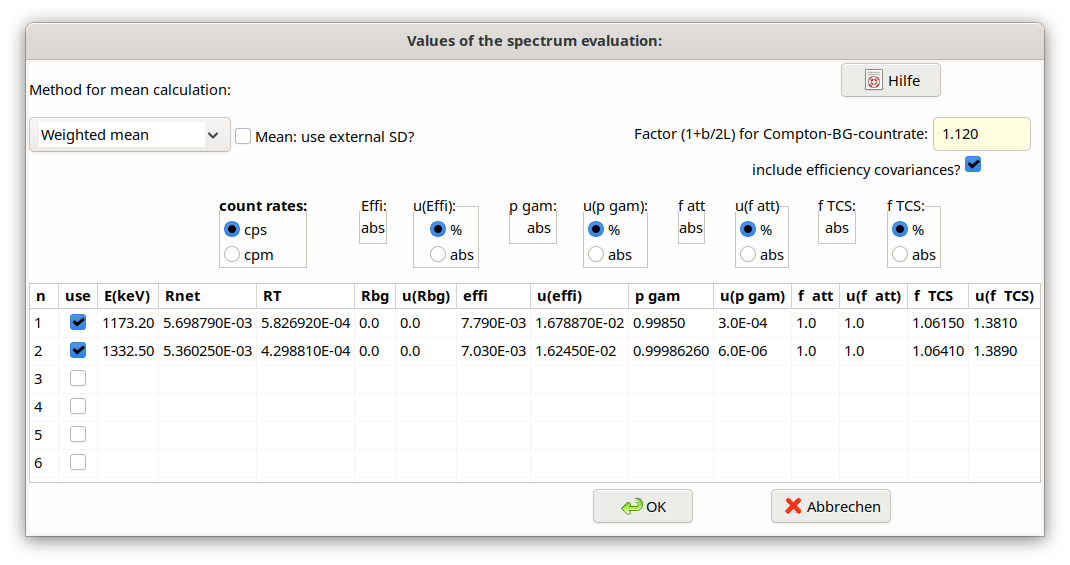 Values of the spectrum evaluation:
Hilfe
Method for mean calculation:
Weighted mean
Mean: use external SD?
Factor (1+b/2L) for Compton-BG-countrate: 1.120
include efficiency covariances?
count rates: Effi: u(Effi): p gam: u(p gam): f att u(f att) f TCS: f TCS:
cps abs % abs % abs % abs %
cpm abs abs abs abs
n use E(keV) Rnet RT Rbg u(Rbg) effi u(effi) p gam u(p gam) f att u(f att) f TCS u(f TCS)
1 1173.20 5.698790E-03 5.826920E-04 0.0 0.0 7.790E-03 1.678870E-02 0.99850 3.0E-04 1.0 1.0 1.06150 1.3810
2 1332.50 5.360250E-03 4.298810E-04 0.0 0.0 7.030E-03 1.62450E-02 0.99986260 6.0E-06 1.0 1.0 1.06410 1.3890
3
4
5
6
OK Abbrechen